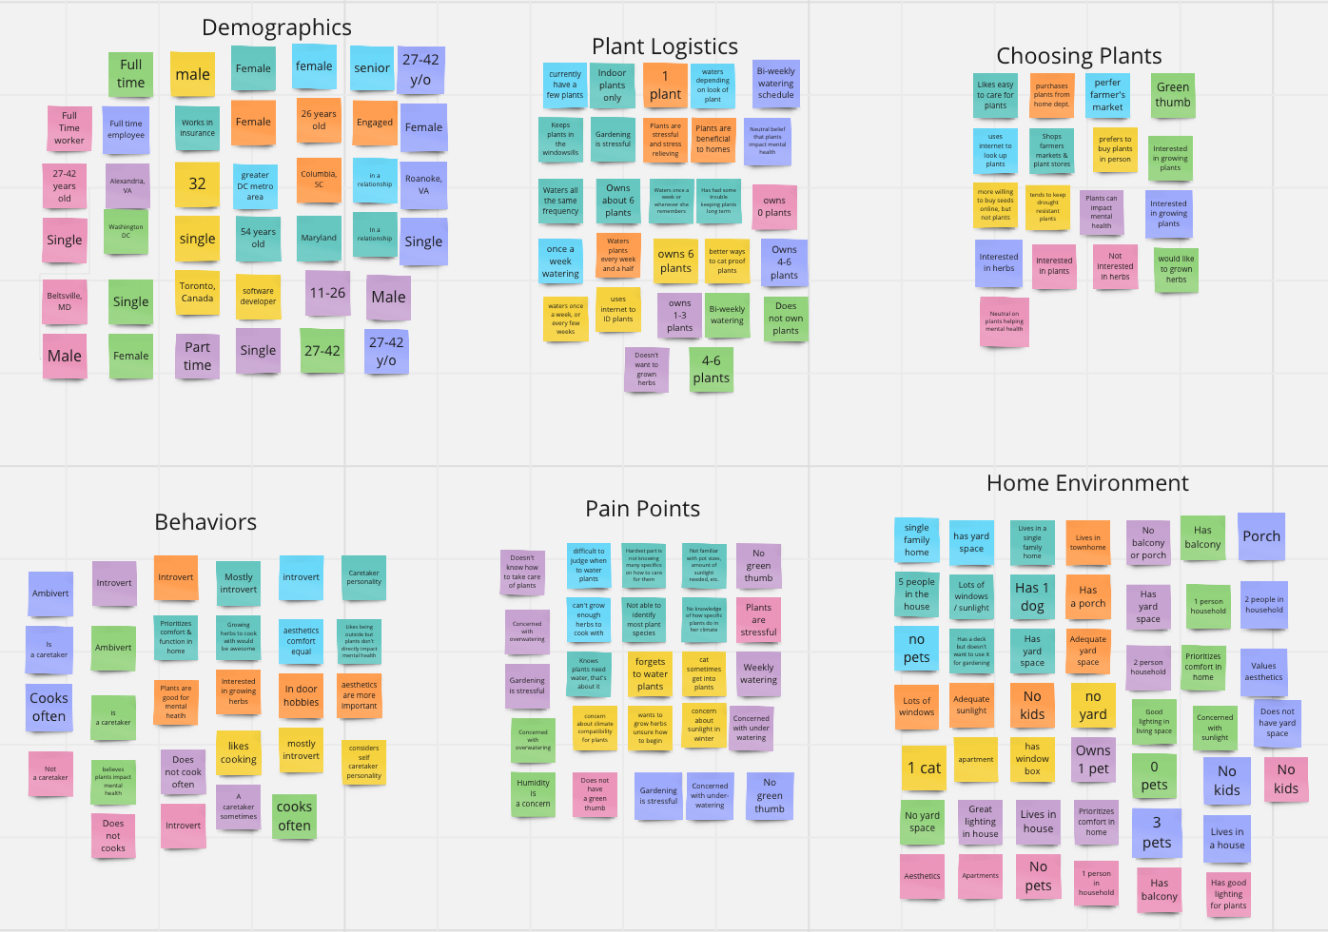 Demographics
Full
time
male
Female
female
senior
27-42
y/o
Full
Time
worker
Full time
employee
Works in
insurance
Female
26 years
old
Engaged
Female
27-42
years
old
Alexandria,
VA
32
greater
DC metro
area
Columbia,
SC
in a
relationship
Roanoke,
VA
Single
Washington
DC
single
54 years
old
Maryland
In a
relationship
Single
Beltsville,
MD
Single
Toronto,
Canada
software
developer
11-26
Male
Male
Female
Part
time
Single
27-42
27-42
y/o
Plant Logistics
currently
have a
few plants
Indoor
plants
only
1
plant
waters
depending
on look of
plant
Bi-weekly
watering
schedule
Keeps
plants in
the
windowsills
Gardening
is stressful
Plants are
stressful
and stress
relieving
Plants are
beneficial
to homes
Neutral belief
that plants
impact mental
health
Waters all
the same
frequency
Owns
about 6
plants
Waters once a
week or
whenever she
remembers
Has had some
trouble
keeping plants
long term
owns
0 plants
once a
week
watering
Waters
plants
every week
and a half
owns 6
plants
better ways
to cat proof
plants
Owns
4-6
plants
waters once
a week, or
every few
weeks
uses
internet to
ID plants
owns
1-3
plants
Bi-weekly
watering
Does
not own
plants
Doesn't
want to
grown
herbs
4-6
plants
Choosing Plants
Likes easy
to care for
plants
purchases
plants from
home dept.
perfer
farmer's
market
Green
thumb
uses
internet to
look up
plants
Shops
farmers
markets &
plant stores
prefers to
buy plants
in person
Interested
in growing
plants
more willing
to buy seeds
online, but
not plants
tends to keep
drought
resistant
plants
Plants can
impact
mental
health
Interested
in growing
plants
Interested
in herbs
Interested
in plants
Not
interested
in herbs
would like
to grown
herbs
Neutral on
plants helping
mental health
Behaviors
Ambivert
Introvert
Introvert
Mostly
introvert
introvert
Caretaker
personality
Is
a caretaker
Ambivert
Prioritizes
comfort &
function in
home
Growing
herbs to cook
with would
be awesome
aesthetics
comfort
equal
Likes being
outside but
plants don't
directly impact
mental health
Cooks
often
is
a caretaker
Plants are
good for
mental
heath
Interested
in growing
herbs
In door
hobbies
aesthetics
are more
important
Not
a caretaker
believes
plants impact
mental
health
Does
not cook
often
likes
cooking
mostly
introvert
considers
self
caretaker
personality
Does
not
cooks
Introvert
A
caretaker
sometimes
cooks
often
Pain Points
Doesn't
know how
to take care
of plants
difficult to
judge when
to water
plants
Hardest part is
not knowing
many specifics
on how to care
for them
Not familiar
with pot sizes,
amount of
sunlight
needed, etc.
No
green
thumb
Concerned
with
overwatering
can't grow
enough
herbs to
cook with
Not able to
identify
most plant
species
No knowledge
of how specific
plants do in
her climate
Plants
are
stressful
Gardening
is stressful
Knows
plants need
water, that's
about it
forgets
to water
plants
cat
sometimes
get into
plants
Weekly
watering
Concerned
with
overwatering
concern
about climate
compatibility
for plants
wants to
grow herbs
unsure how
to begin
concern
about
sunlight in
winter
Concerned
with under
watering
Humidity
is
a concern
Does not
have
a green
thumb
Gardening
is stressful
Concerned
with under-
watering
No
green
thumb
Home Environment
single
family
home
has yard
space
Lives in a
single
family
home
Lives in
townhome
No
balcony
or porch
Has
balcony
Porch
5 people
in the
house
Lots of
windows
/ sunlight
Has 1
dog
Has
a porch
Has
yard
space
1 person
household
2 people in
household
no
pets
Has a deck
but doesn't
want to use it
for gardening
Has
yard
space
Adequate
yard
space
2 person
household
Prioritizes
comfort in
home
Values
aesthetics
Lots of
windows
Adequate
sunlight
No
kids
no
yard
Good
lighting in
living space
Concerned
with
sunlight
Does not
have yard
space
1 cat
apartment
has
window
box
Owns
1 pet
0
pets
No
kids
No
kids
No yard
space
Great
lighting
in house
Lives in
house
Prioritizes
comfort in
home
3
pets
Lives in
a house
Aesthetics
Apartments
No
pets
1 person
in
household
Has
balcony
Has good
lighting
for plants